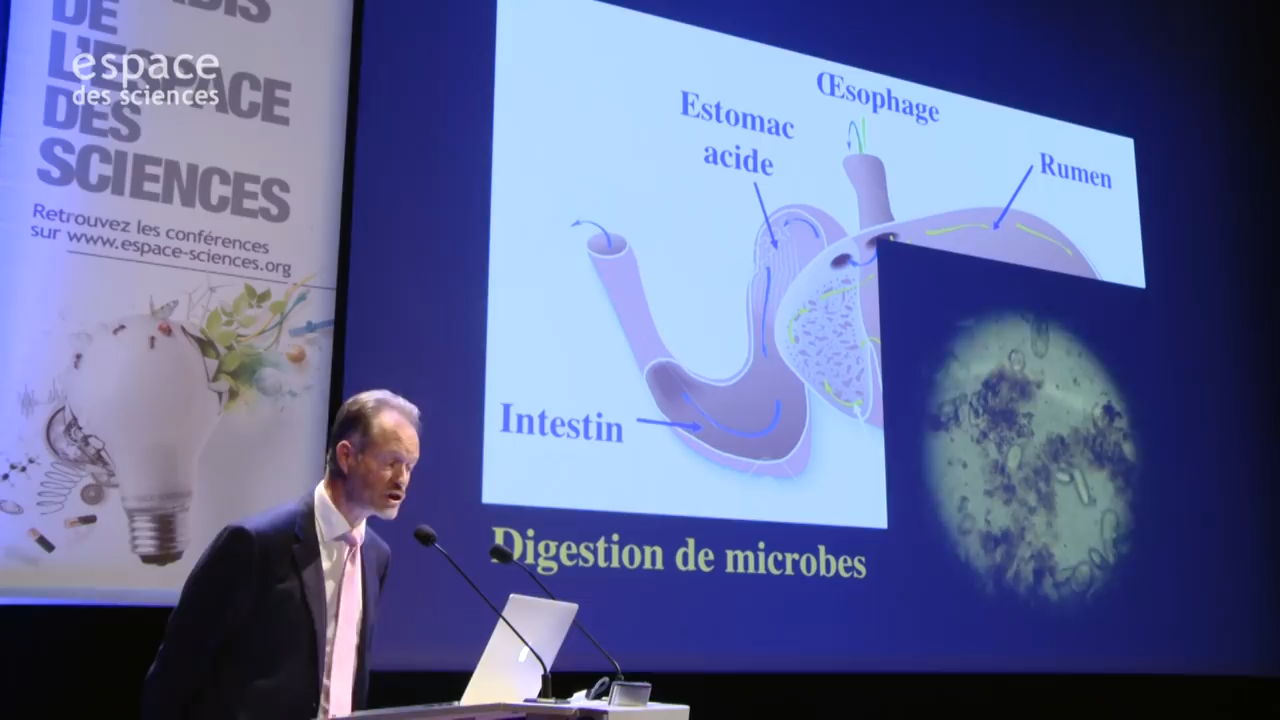 DE
L'ESPACE
DES
SCIENCES
espace
des sciences
Retrouvez les conférences
sur www.espace-sciences.org
Œsophage
Estomac
acide
Rumen
Intestin
Digestion de microbes